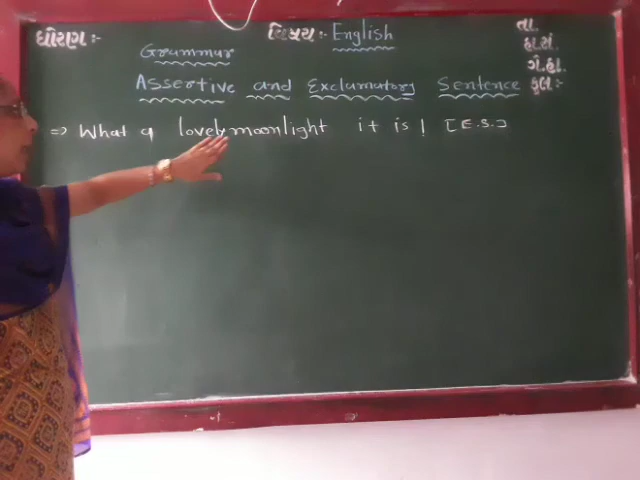 ધોરણ :- વિષય :- English તા.
Grammar હા.સં.
ગે.હા.
Assertive and Exclamatory Sentence કુલ :-
⇒ What a lovely moonlight it is! [E.S.]